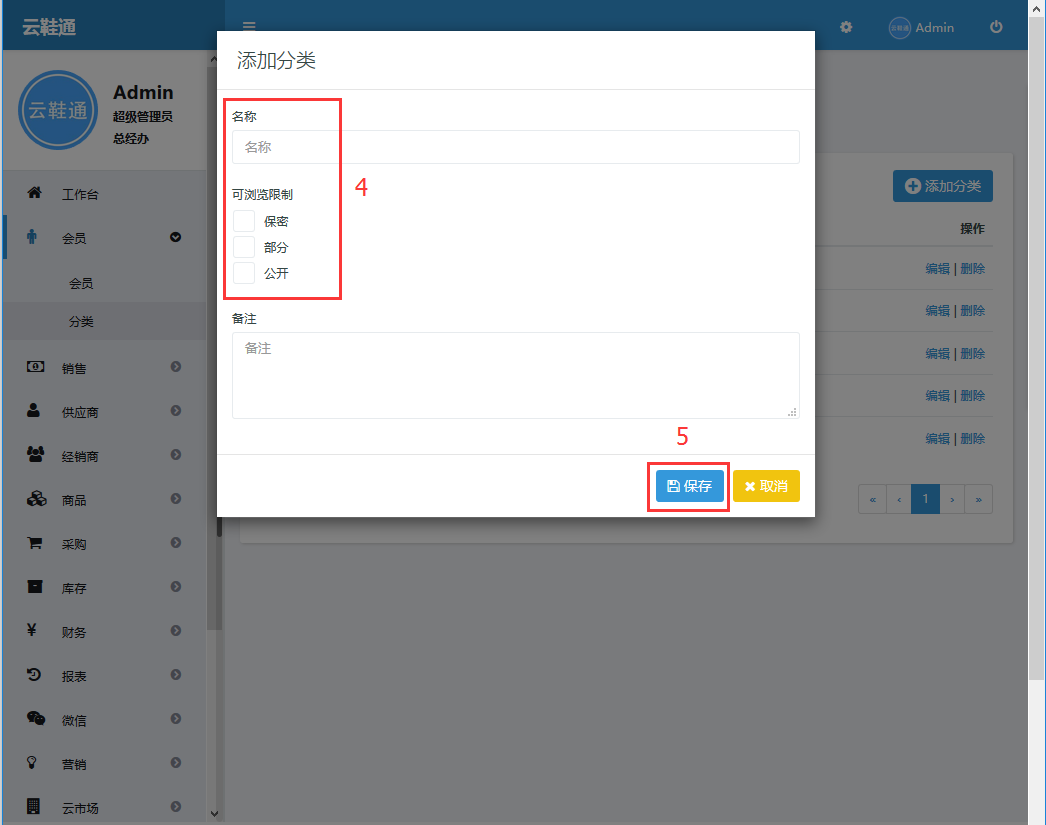 云鞋通
Admin
云鞋通
Admin
超级管理员
总经办
工作台
会员
会员
分类
销售
供应商
经销商
商品
采购
库存
财务
报表
微信
营销
云市场
添加分类
名称
名称
可浏览限制
保密
部分
公开
4
备注
备注
5
保存
取消
添加分类
操作
编辑 | 删除
编辑 | 删除
编辑 | 删除
编辑 | 删除
编辑 | 删除
« ‹ 1 › »